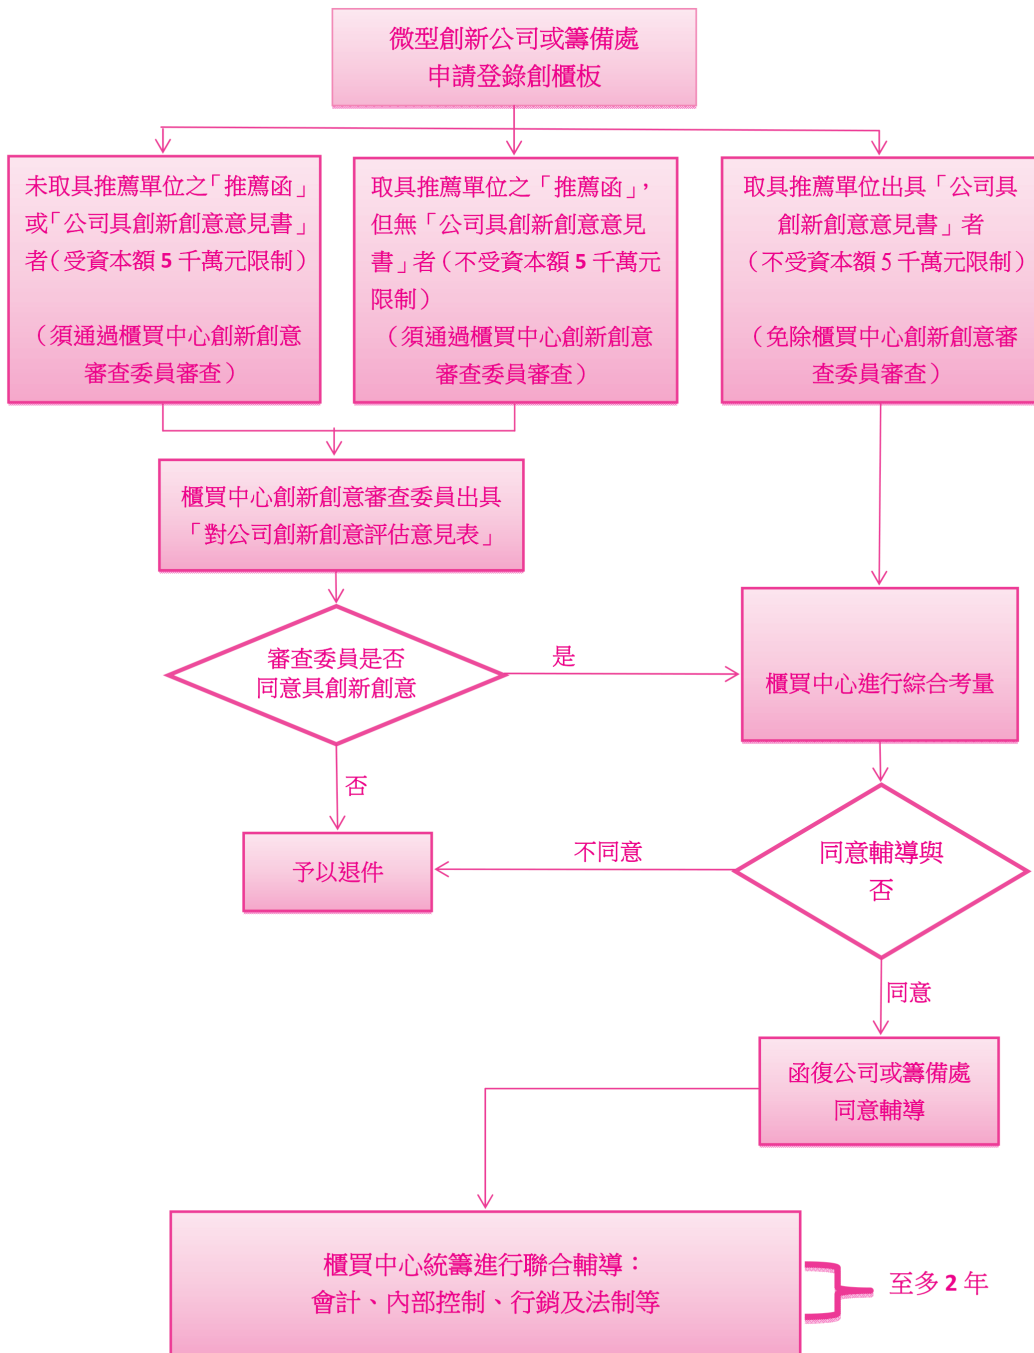 微型創新公司或籌備處
申請登錄創櫃板
未取具推薦單位之「推薦函」
或「公司具創新創意意見書」
者（受資本額 5 千萬元限制）
（須通過櫃買中心創新創意
審查委員審查）
取具推薦單位之「推薦函」，
但無「公司具創新創意意見
書」者（不受資本額 5 千萬元
限制）
（須通過櫃買中心創新創意
審查委員審查）
取具推薦單位出具「公司具
創新創意意見書」者
（不受資本額 5 千萬元限制）
（免除櫃買中心創新創意審
查委員審查）
櫃買中心創新創意審查委員出具
「對公司創新創意評估意見表」
審查委員是否
同意具創新創意
是
櫃買中心進行綜合考量
否
予以退件
不同意
同意輔導與
否
同意
函復公司或籌備處
同意輔導
櫃買中心統籌進行聯合輔導：
會計、內部控制、行銷及法制等
至多 2 年